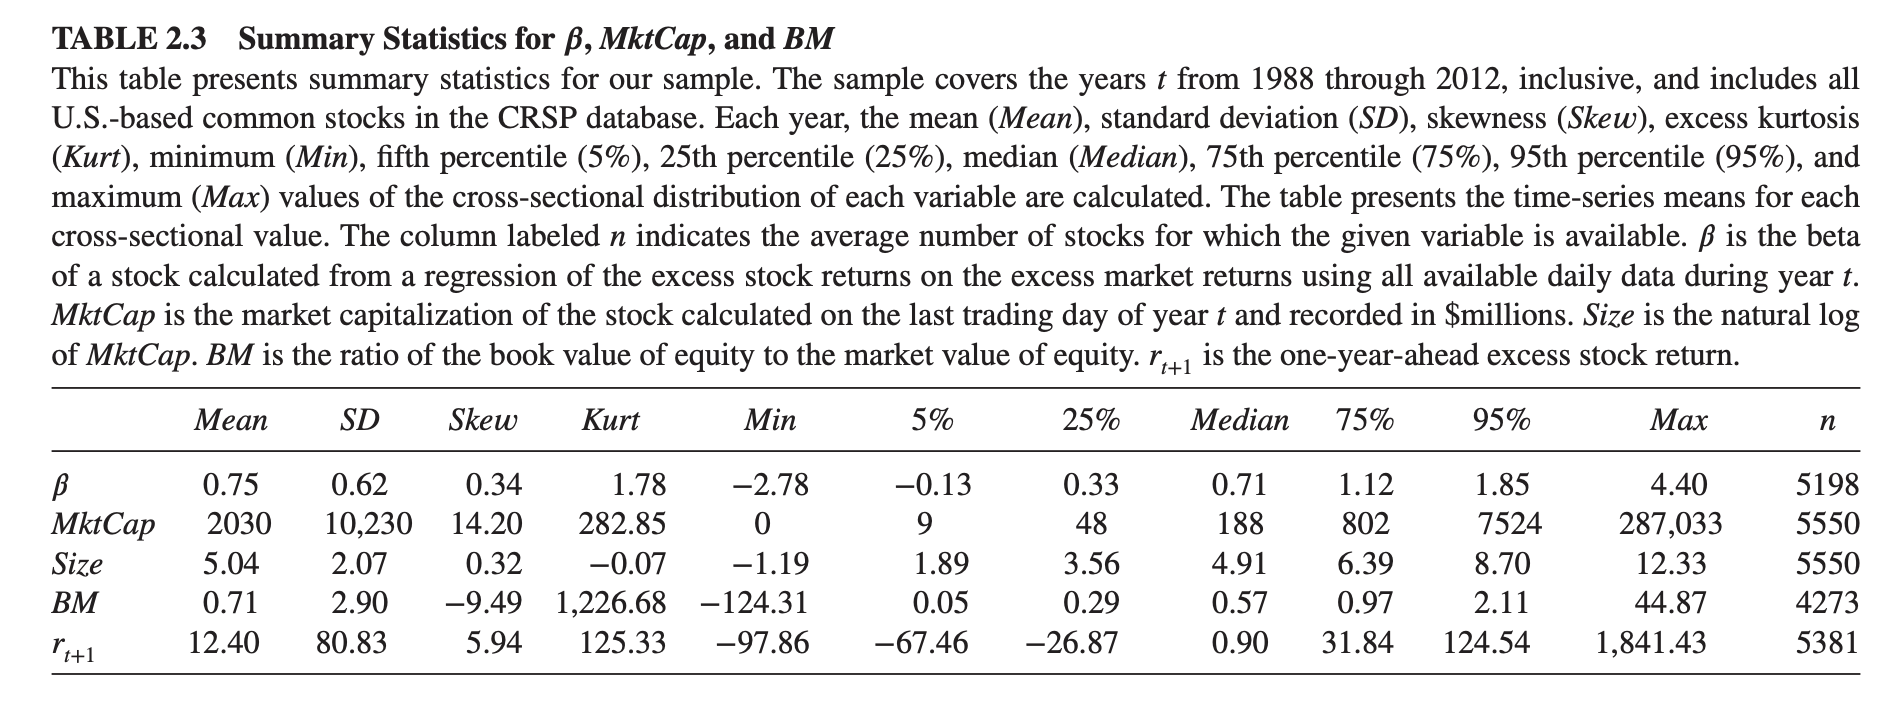 TABLE 2.3 Summary Statistics for β, MktCap, and BM
This table presents summary statistics for our sample. The sample covers the years t from 1988 through 2012, inclusive, and includes all
U.S.-based common stocks in the CRSP database. Each year, the mean (Mean), standard deviation (SD), skewness (Skew), excess kurtosis
(Kurt), minimum (Min), fifth percentile (5%), 25th percentile (25%), median (Median), 75th percentile (75%), 95th percentile (95%), and
maximum (Max) values of the cross-sectional distribution of each variable are calculated. The table presents the time-series means for each
cross-sectional value. The column labeled n indicates the average number of stocks for which the given variable is available. β is the beta
of a stock calculated from a regression of the excess stock returns on the excess market returns using all available daily data during year t.
MktCap is the market capitalization of the stock calculated on the last trading day of year t and recorded in $millions. Size is the natural log
of MktCap. BM is the ratio of the book value of equity to the market value of equity. r_{t+1} is the one-year-ahead excess stock return.
Mean SD Skew Kurt Min 5% 25% Median 75% 95% Max n
β 0.75 0.62 0.34 1.78 −2.78 −0.13 0.33 0.71 1.12 1.85 4.40 5198
MktCap 2030 10,230 14.20 282.85 0 9 48 188 802 7524 287,033 5550
Size 5.04 2.07 0.32 −0.07 −1.19 1.89 3.56 4.91 6.39 8.70 12.33 5550
BM 0.71 2.90 −9.49 1,226.68 −124.31 0.05 0.29 0.57 0.97 2.11 44.87 4273
r_{t+1} 12.40 80.83 5.94 125.33 −97.86 −67.46 −26.87 0.90 31.84 124.54 1,841.43 5381